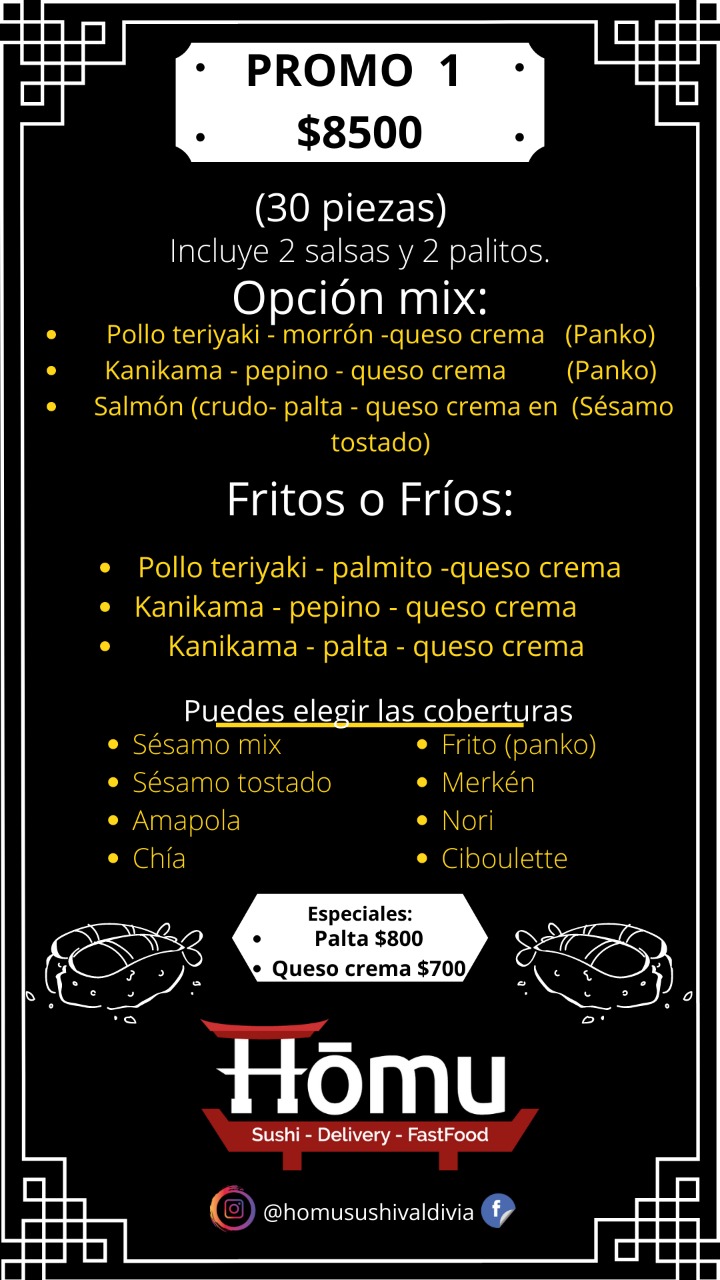 PROMO 1
$8500
(30 piezas)
Incluye 2 salsas y 2 palitos.
Opción mix:
• Pollo teriyaki - morrón -queso crema (Panko)
• Kanikama - pepino - queso crema (Panko)
• Salmón (crudo- palta - queso crema en (Sésamo
tostado)
Fritos o Fríos:
• Pollo teriyaki - palmito -queso crema
• Kanikama - pepino - queso crema
• Kanikama - palta - queso crema
Puedes elegir las coberturas
• Sésamo mix
• Sésamo tostado
• Amapola
• Chía
• Frito (panko)
• Merkén
• Nori
• Ciboulette
Especiales:
• Palta $800
• Queso crema $700
Hōmu
Sushi - Delivery - FastFood
@homusushivaldivia